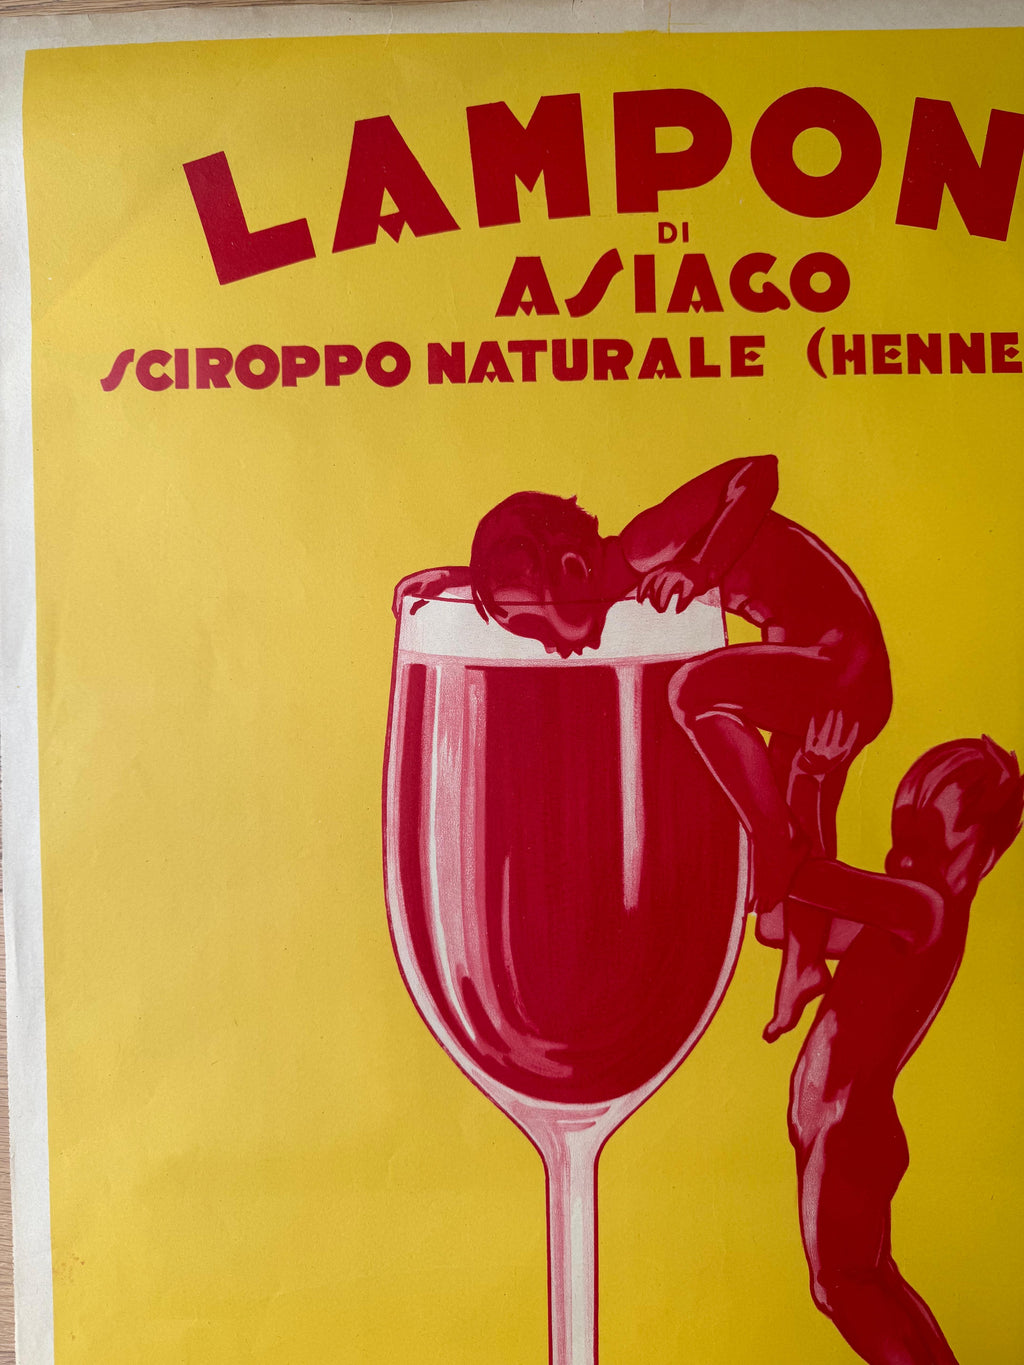 LAMPON
DI
ASIAGO
SCIROPPO NATURALE (HENNE